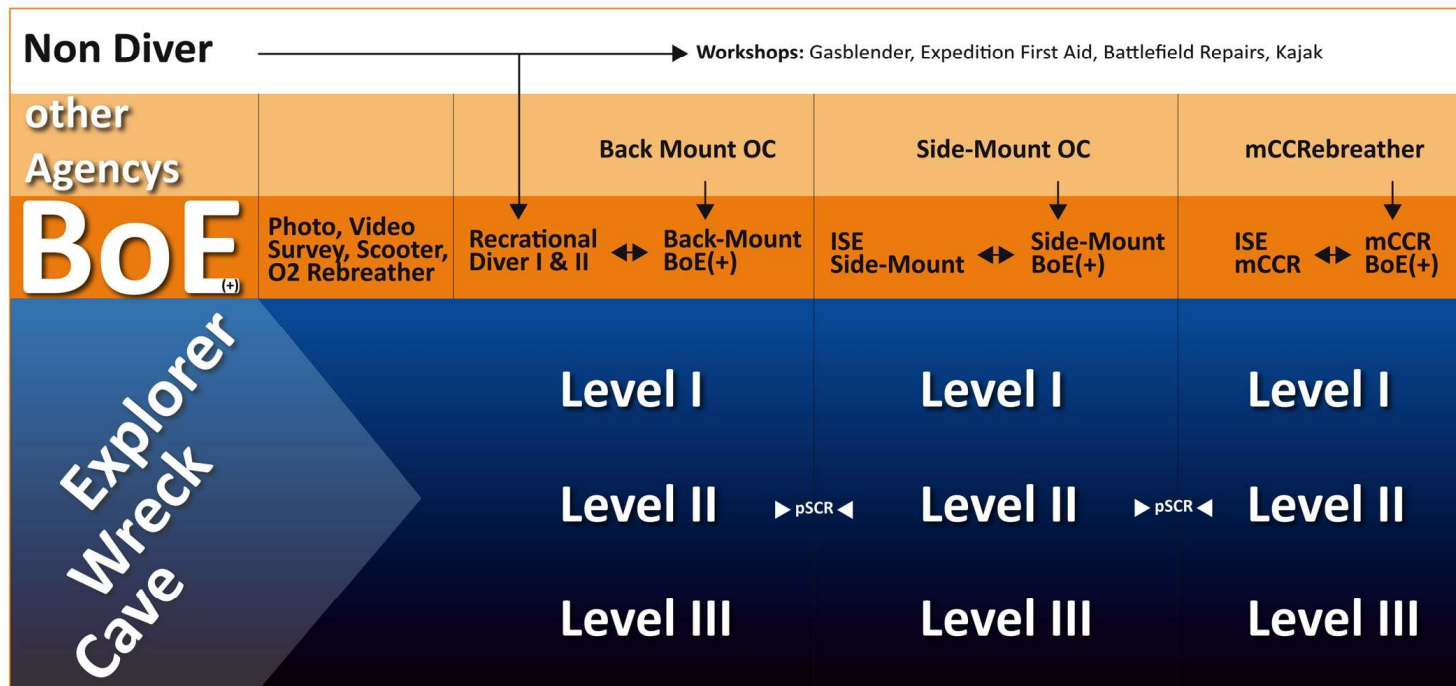 Non Diver
Workshops: Gasblender, Expedition First Aid, Battlefield Repairs, Kajak
other
Agencys
Back Mount OC
Side-Mount OC
mCCRebreather
BoE
(+)
Photo, Video
Survey, Scooter,
O2 Rebreather
Recrational
Diver I & II
Back-Mount
BoE(+)
ISE
Side-Mount
Side-Mount
BoE(+)
ISE
mCCR
mCCR
BoE(+)
Explorer
Wreck
Cave
Level I
Level I
Level I
Level II
pSCR
Level II
pSCR
Level II
Level III
Level III
Level III